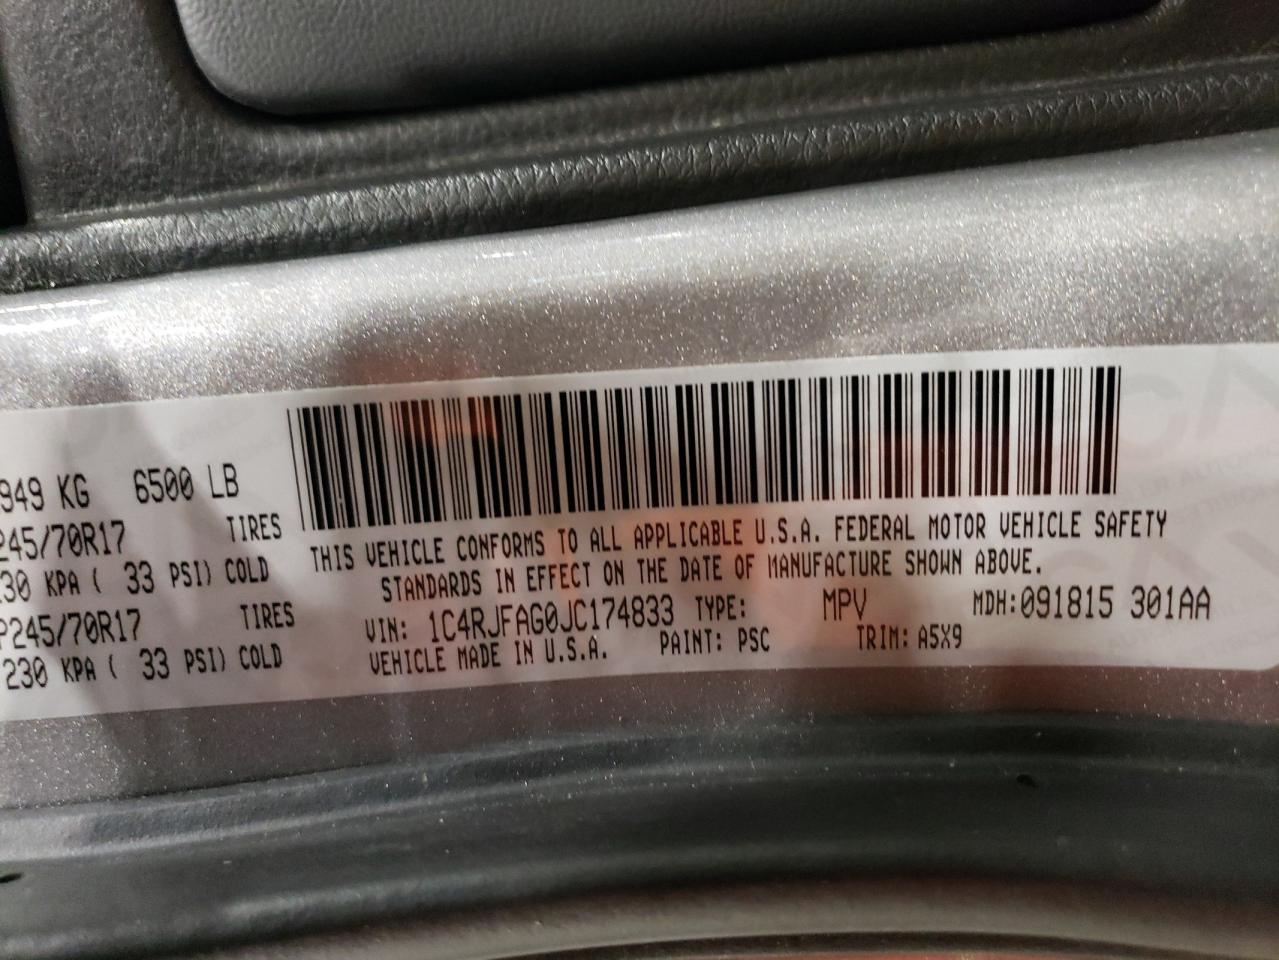 949 KG 6500 LB
245/70R17 TIRES
30 KPA ( 33 PSI) COLD
P245/70R17 TIRES
230 KPA ( 33 PSI) COLD
THIS VEHICLE CONFORMS TO ALL APPLICABLE U.S.A. FEDERAL MOTOR VEHICLE SAFETY
STANDARDS IN EFFECT ON THE DATE OF MANUFACTURE SHOWN ABOVE.
VIN: 1C4RJFAG0JC174833 TYPE: MPV MDH:091815 301AA
VEHICLE MADE IN U.S.A. PAINT: PSC TRIM: A5X9